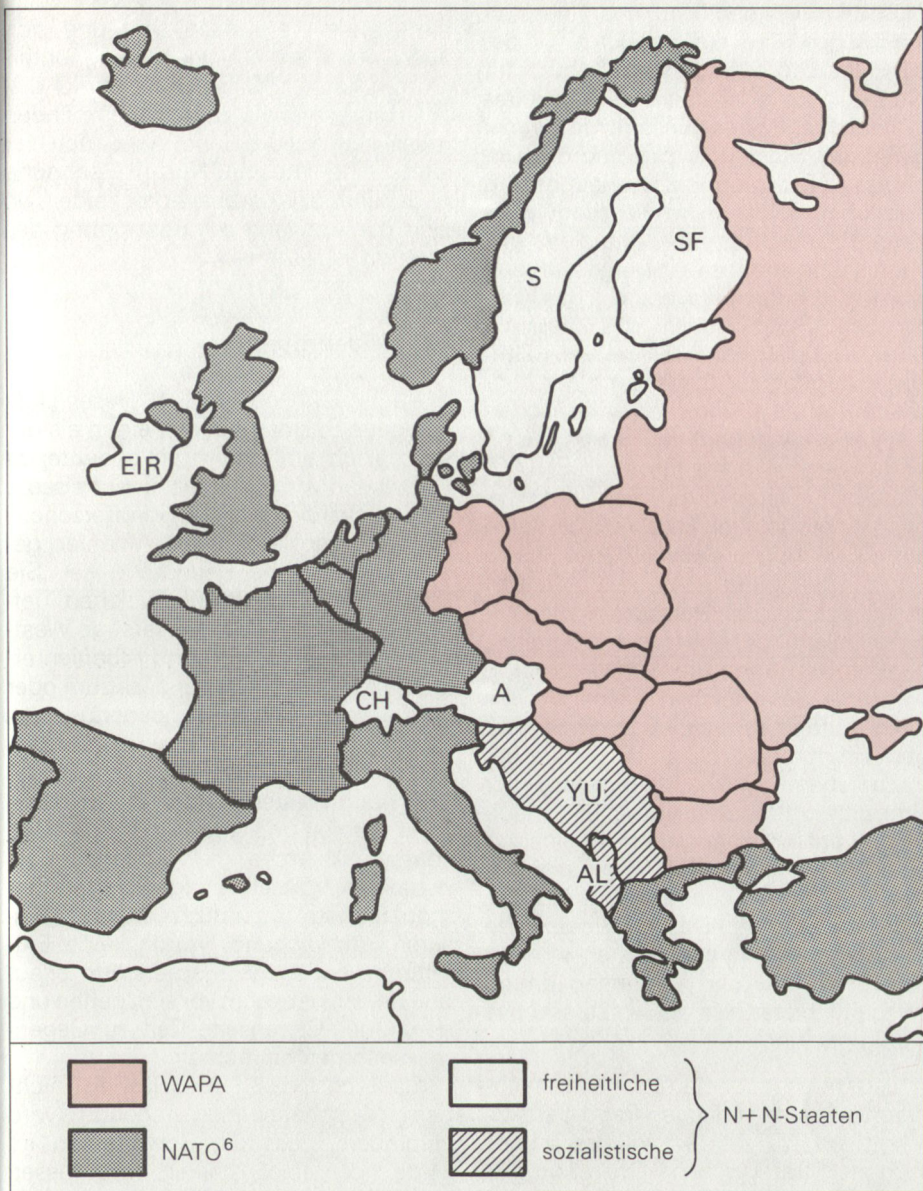 S
SF
EIR
CH
A
YU
AL
WAPA
NATO⁶
freiheitliche
sozialistische
N+N-Staaten